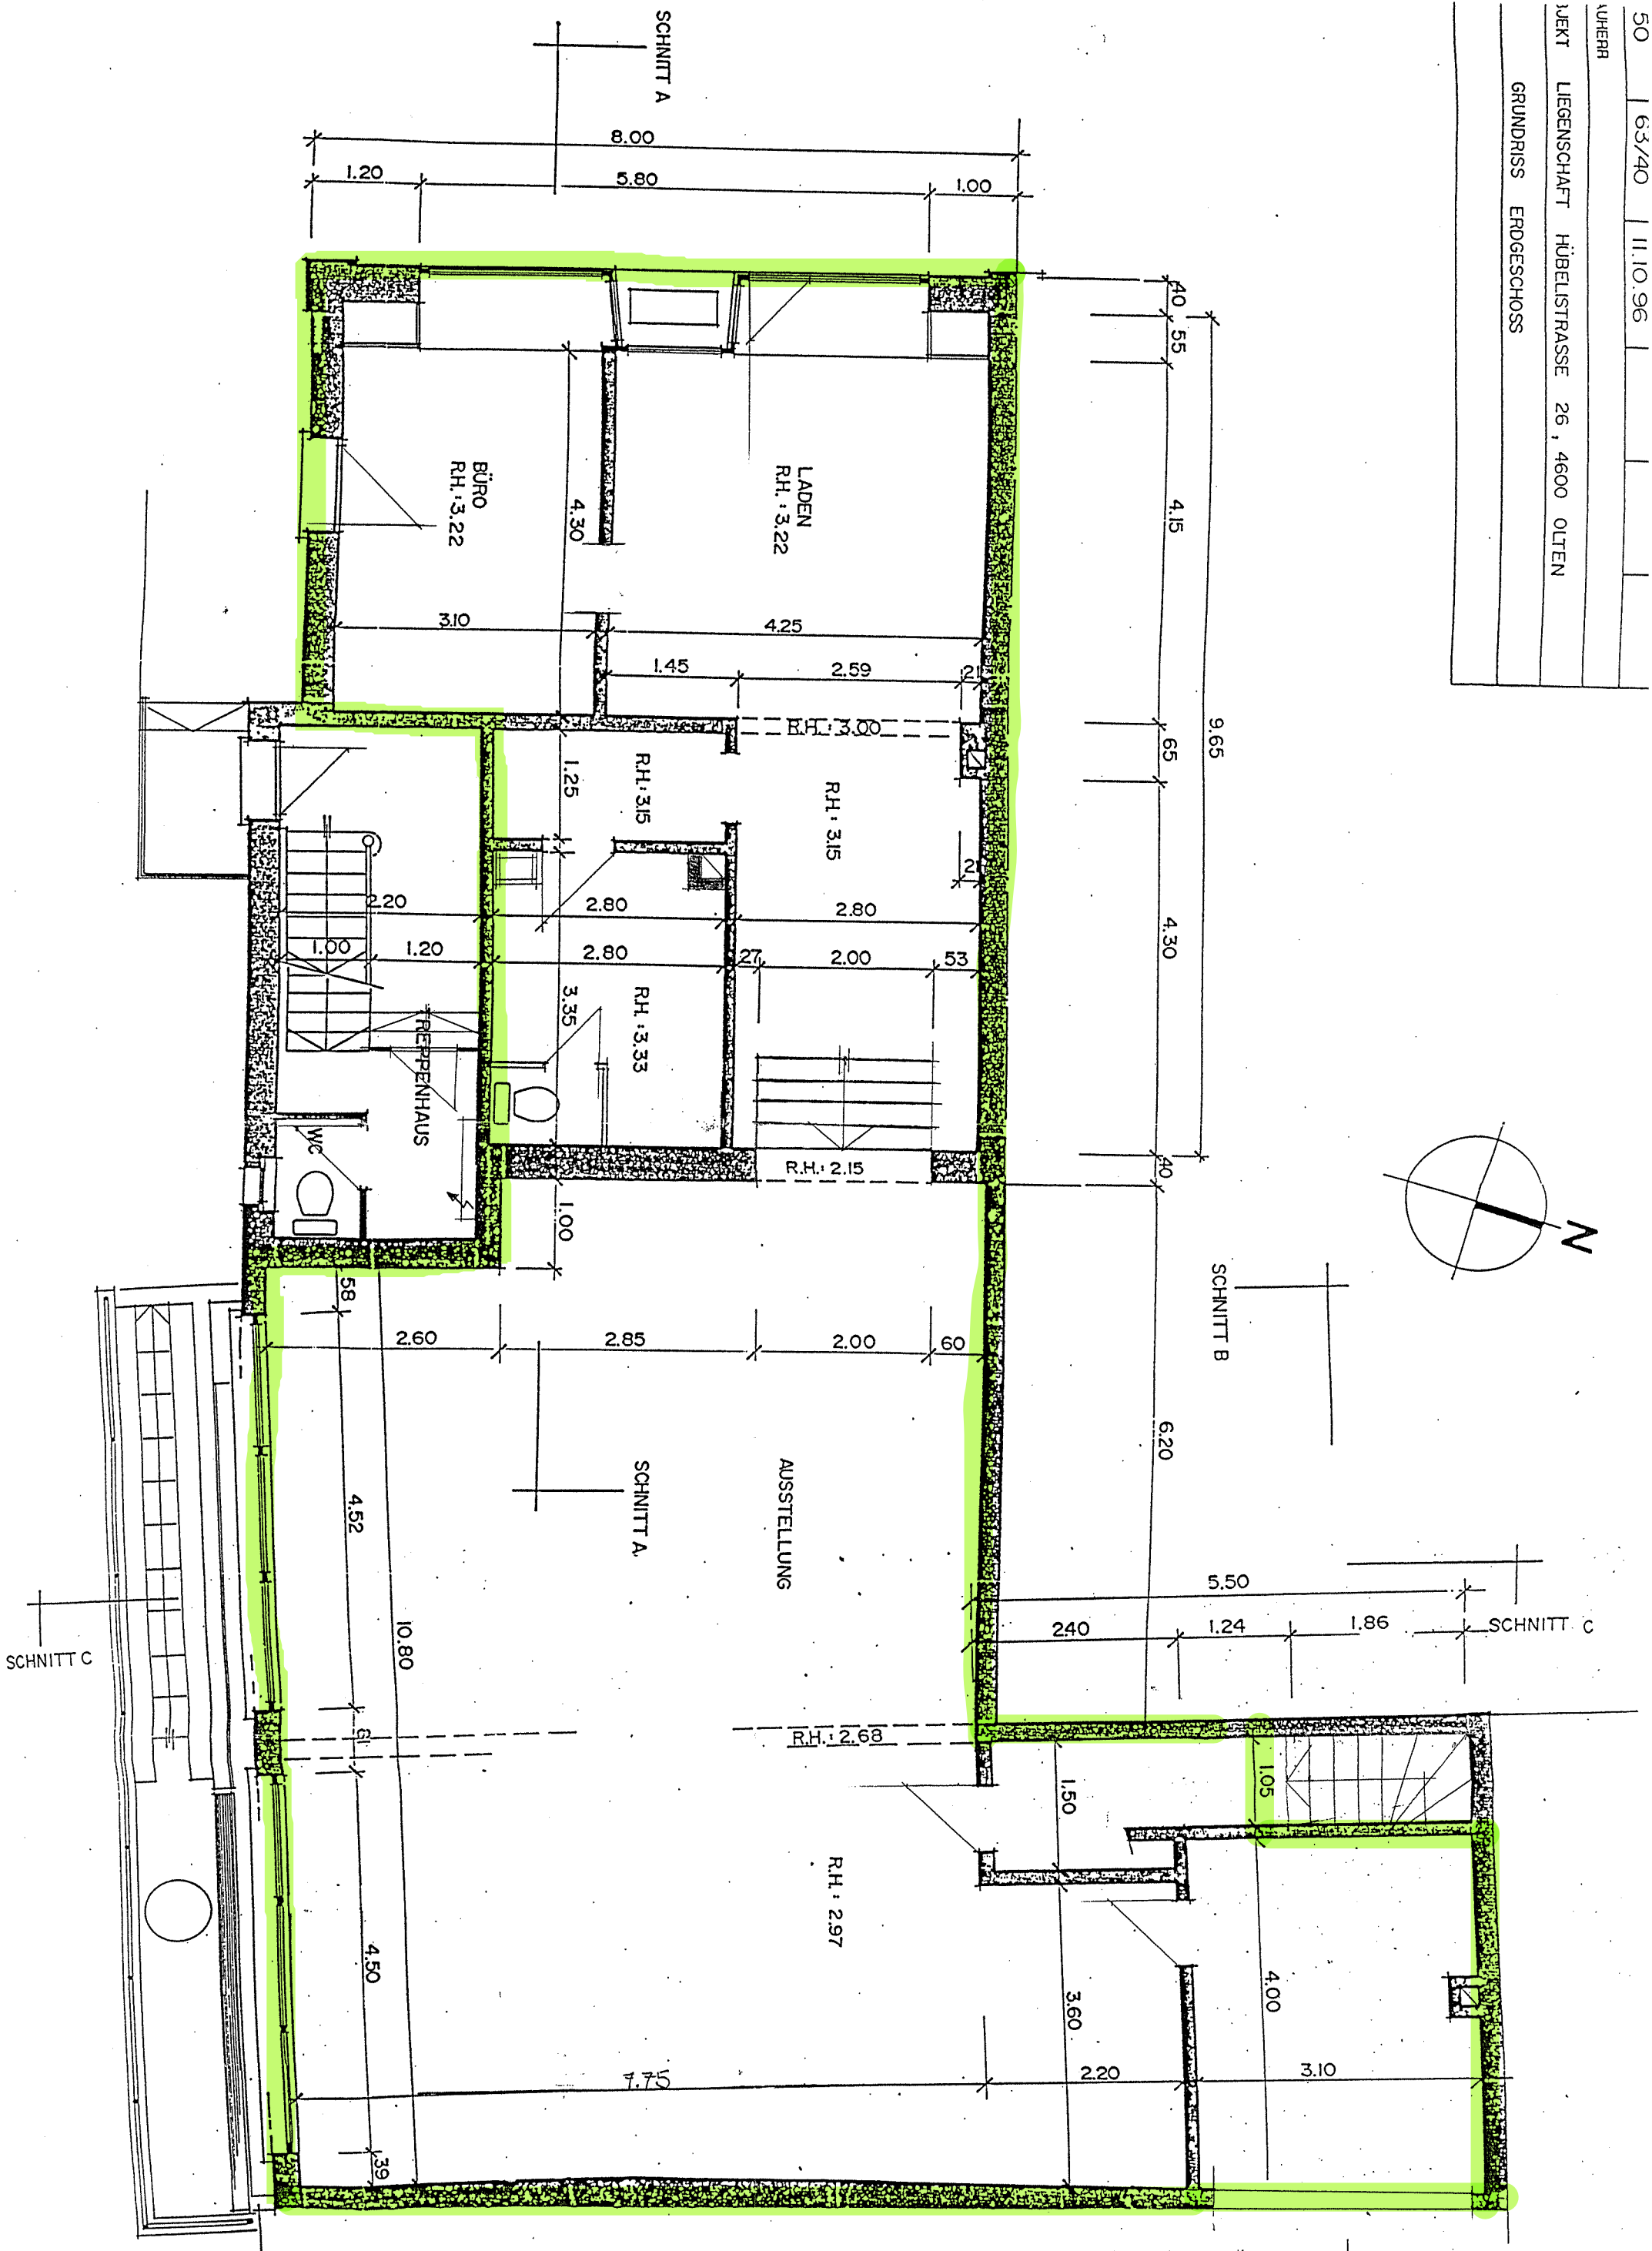 50 63/40 11.10.96
UHERR
JEKT LIEGENSCHAFT HÜBELISTRASSE 26, 4600 OLTEN
GRUNDRISS ERDGESCHOSS
SCHNITT A
8.00
1.20 5.80 1.00
40
55
4.15
65
4.30
40
6.20
9.65
BÜRO
R.H.: 3.22
LADEN
R.H.: 3.22
4.30
3.10 4.25
1.45 2.59 21
R.H.: 3.00
1.25
R.H.: 3.15
R.H.: 3.15
21
2.20 2.80 2.80
1.00 1.20 2.80 27 2.00 53
3.35
R.H.: 3.33
TREPPENHAUS
WC
R.H.: 2.15
1.00
N
SCHNITT B
58
2.60 2.85 2.00 60
4.52
SCHNITT A
AUSSTELLUNG
10.80
5.50
240 1.24 1.86
SCHNITT C
SCHNITT C
61
R.H.: 2.68
1.50
1.05
R.H.: 2.97
4.50
3.60
4.00
7.75 2.20 3.10
39